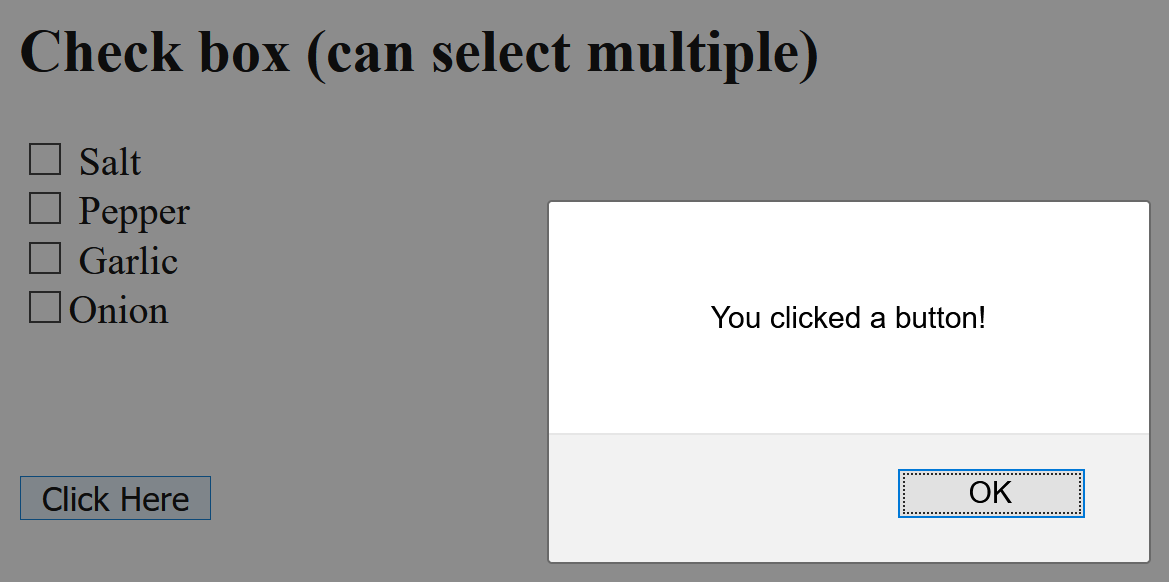 Check box (can select multiple)
Salt
Pepper
Garlic
Onion
You clicked a button!
OK
Click Here